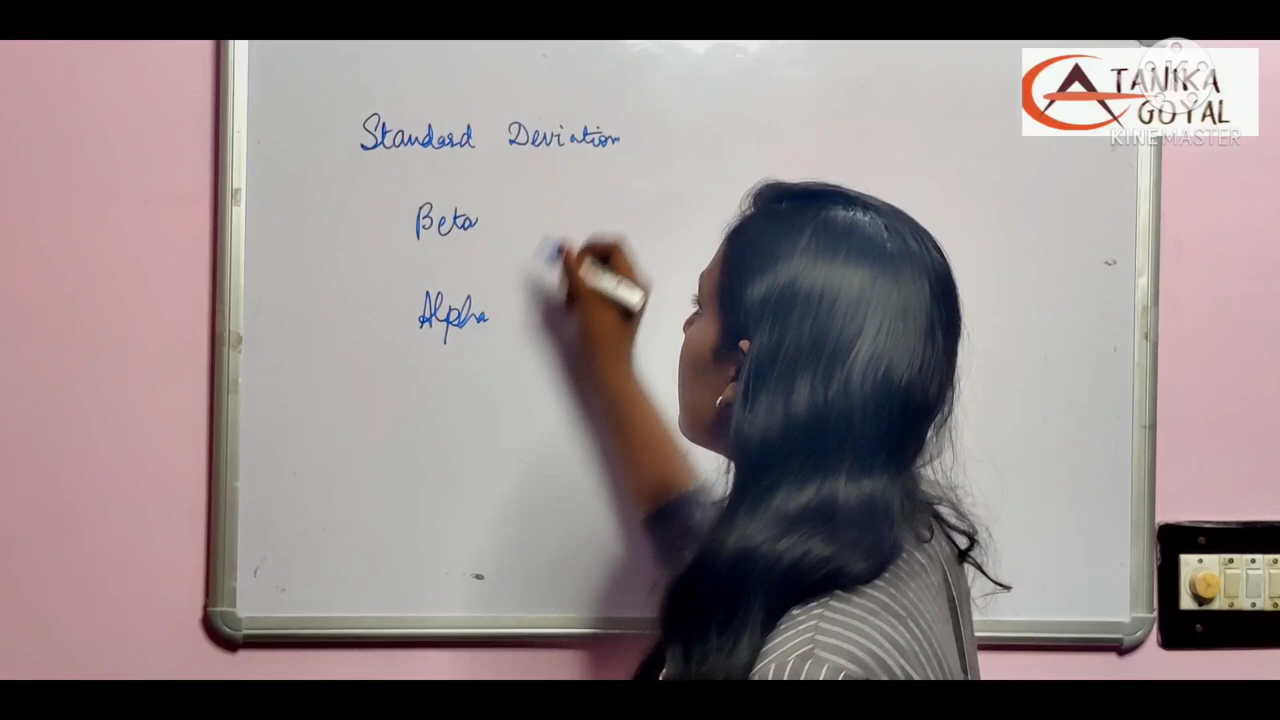 Standard Deviation
Beta
Alpha
TANIKA
GOYAL
KINEMASTER